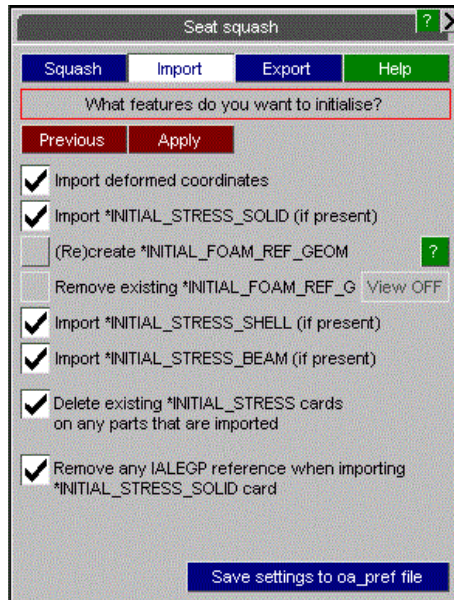 Seat squash
?
X
Squash Import Export Help
What features do you want to initialise?
Previous Apply
Import deformed coordinates
Import *INITIAL_STRESS_SOLID (if present)
(Re)create *INITIAL_FOAM_REF_GEOM ?
Remove existing *INITIAL_FOAM_REF_G View OFF
Import *INITIAL_STRESS_SHELL (if present)
Import *INITIAL_STRESS_BEAM (if present)
Delete existing *INITIAL_STRESS cards
on any parts that are imported
Remove any IALEGP reference when importing
*INITIAL_STRESS_SOLID card
Save settings to oa_pref file